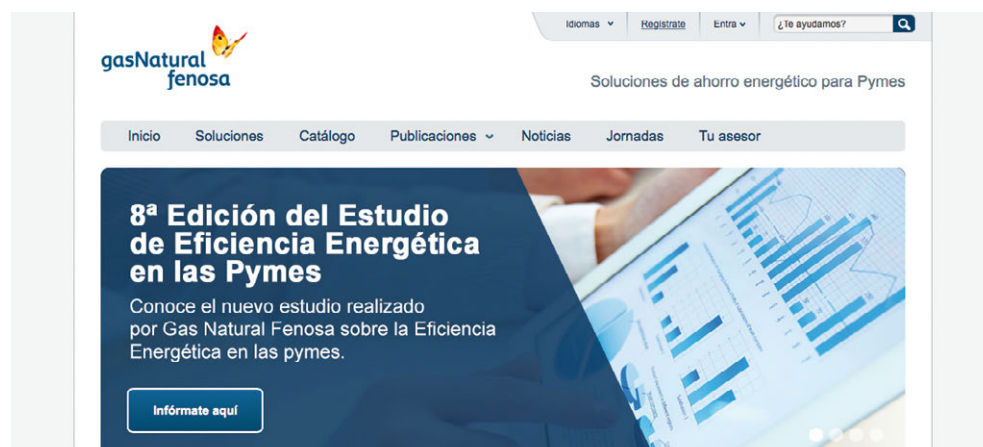 Idiomas
Regístrate
Entra
¿Te ayudamos?
gasNatural
fenosa
Soluciones de ahorro energético para Pymes
Inicio
Soluciones
Catálogo
Publicaciones
Noticias
Jornadas
Tu asesor
8ª Edición del Estudio
de Eficiencia Energética
en las Pymes
Conoce el nuevo estudio realizado
por Gas Natural Fenosa sobre la Eficiencia
Energética en las pymes.
Infórmate aquí